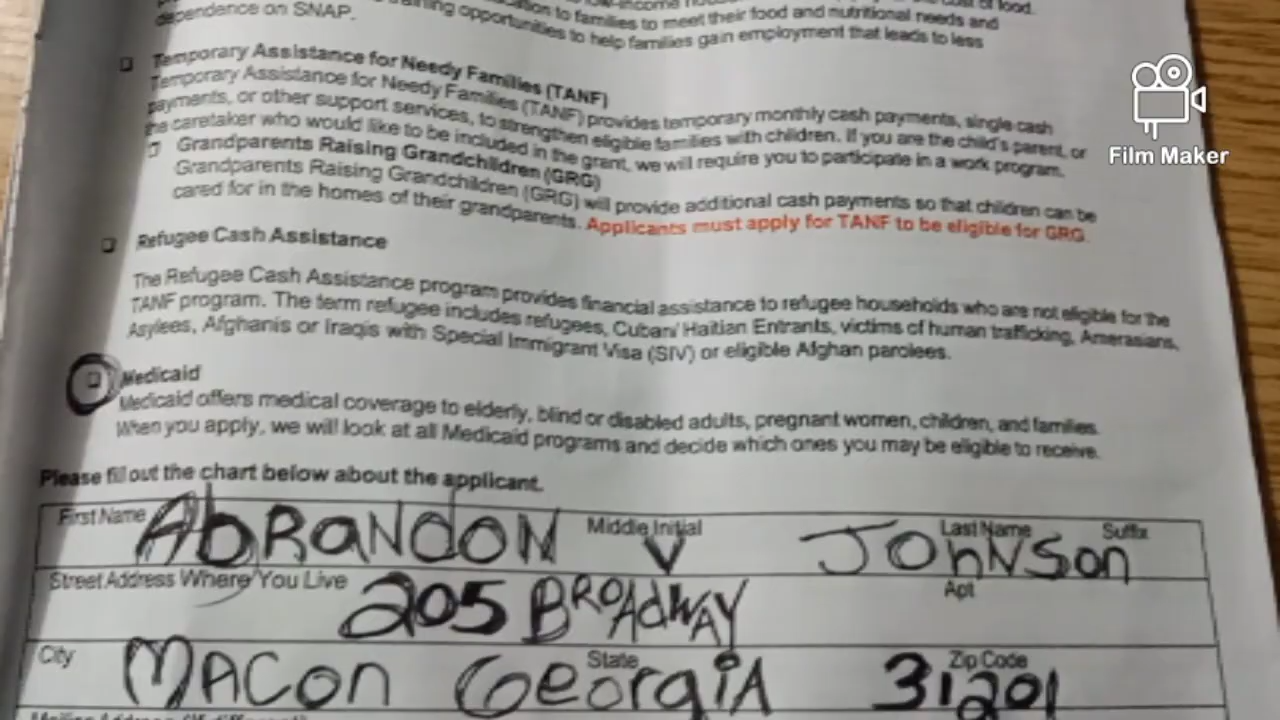 low-income
cost of food.
to families to meet their food and nutritional needs and
training opportunities to help families gain employment that leads to less
dependence on SNAP.
Temporary Assistance for Needy Families (TANF)
Temporary Assistance for Needy Families (TANF) provides temporary monthly cash payments, single cash
payments, or other support services, to strengthen eligible families with children. If you are the child's parent, or
the caretaker who would like to be included in the grant, we will require you to participate in a work program.
Grandparents Raising Grandchildren (GRG)
Grandparents Raising Grandchildren (GRG) will provide additional cash payments so that children can be
cared for in the homes of their grandparents. Applicants must apply for TANF to be eligible for GRG.
Refugee Cash Assistance
The Refugee Cash Assistance program provides financial assistance to refugee households who are not eligible for the
TANF program. The term refugee includes refugees, Cuban/ Haitian Entrants, victims of human trafficking, Amerasians,
Asylees, Afghanis or Iraqis with Special Immigrant Visa (SIV) or eligible Afghan parolees.
Medicaid
Medicaid offers medical coverage to elderly, blind or disabled adults, pregnant women, children, and families.
When you apply, we will look at all Medicaid programs and decide which ones you may be eligible to receive.
Please fill out the chart below about the applicant.
First Name AbRaNdoN Middle Initial V Last Name JOhNSon Suffix
Street Address Where You Live 205 BROAdWAY Apt
City MACon State GeorgiA Zip Code 31201
Mailing Address (if different)
Film Maker